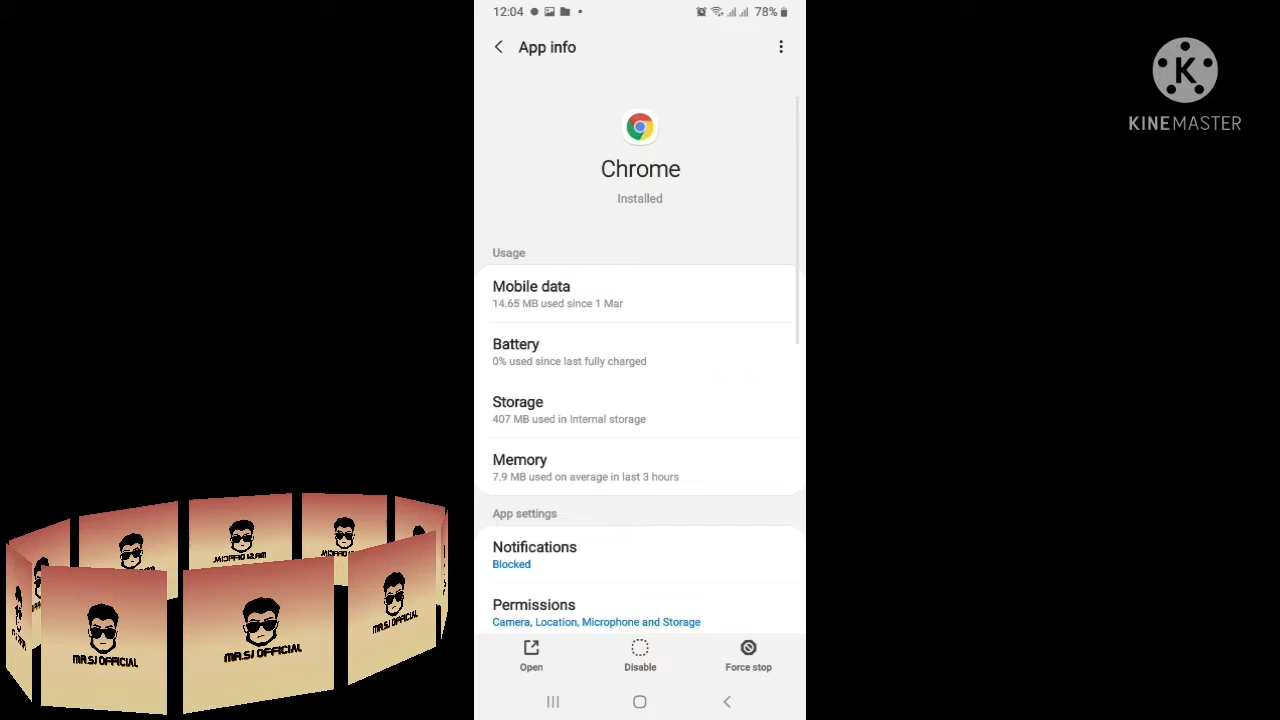 12:04
78%
App info
KINEMASTER
Chrome
Installed
Usage
Mobile data
14.65 MB used since 1 Mar
Battery
0% used since last fully charged
Storage
407 MB used in Internal storage
Memory
7.9 MB used on average in last 3 hours
App settings
Notifications
Blocked
Permissions
Camera, Location, Microphone and Storage
Open
Disable
Force stop
MR.SJ OFFICIAL
MR.SJ OFFICIAL
MR.SJ OFFICIAL